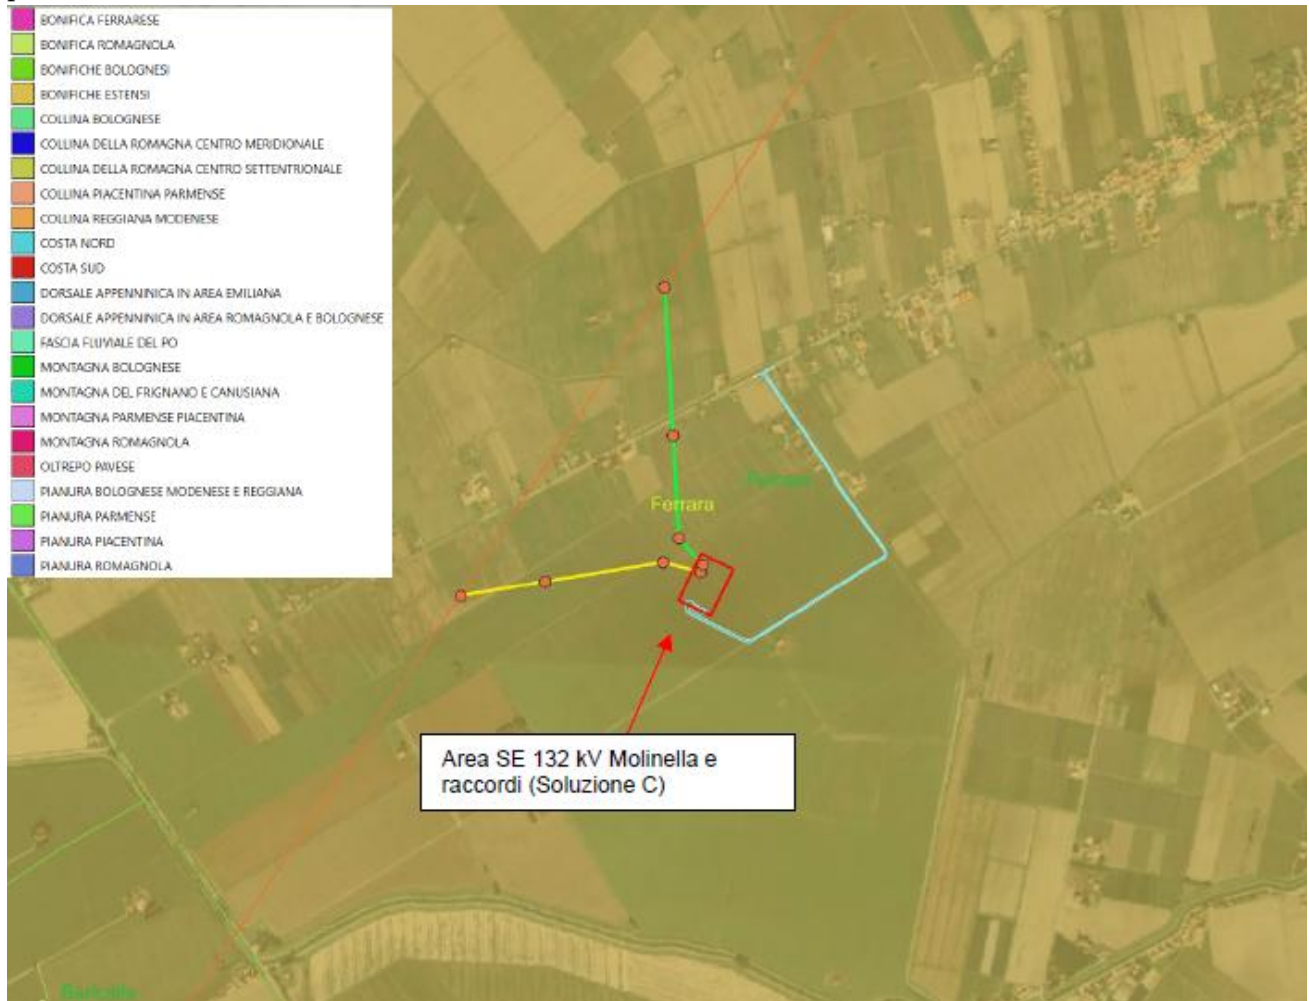 BONIFICA FERRARESE
BONIFICA ROMAGNOLA
BONIFICHE BOLOGNESI
BONIFICHE ESTENSI
COLLINA BOLOGNESE
COLLINA DELLA ROMAGNA CENTRO MERIDIONALE
COLLINA DELLA ROMAGNA CENTRO SETTENTRIONALE
COLLINA PIACENTINA PARMENSE
COLLINA REGGIANA MODENESE
COSTA NORD
COSTA SUD
DORSALE APPENNINICA IN AREA EMILIANA
DORSALE APPENNINICA IN AREA ROMAGNOLA E BOLOGNESE
FASCIA FLUVIALE DEL PO
MONTAGNA BOLOGNESE
MONTAGNA DEL FRIGNANO E CANUSIANA
MONTAGNA PARMENSE PIACENTINA
MONTAGNA ROMAGNOLA
OLTREPO PAVESE
PIANURA BOLOGNESE MODENESE E REGGIANA
PIANURA PARMENSE
PIANURA PIACENTINA
PIANURA ROMAGNOLA
Ferrara
Area SE 132 kV Molinella e
raccordi (Soluzione C)